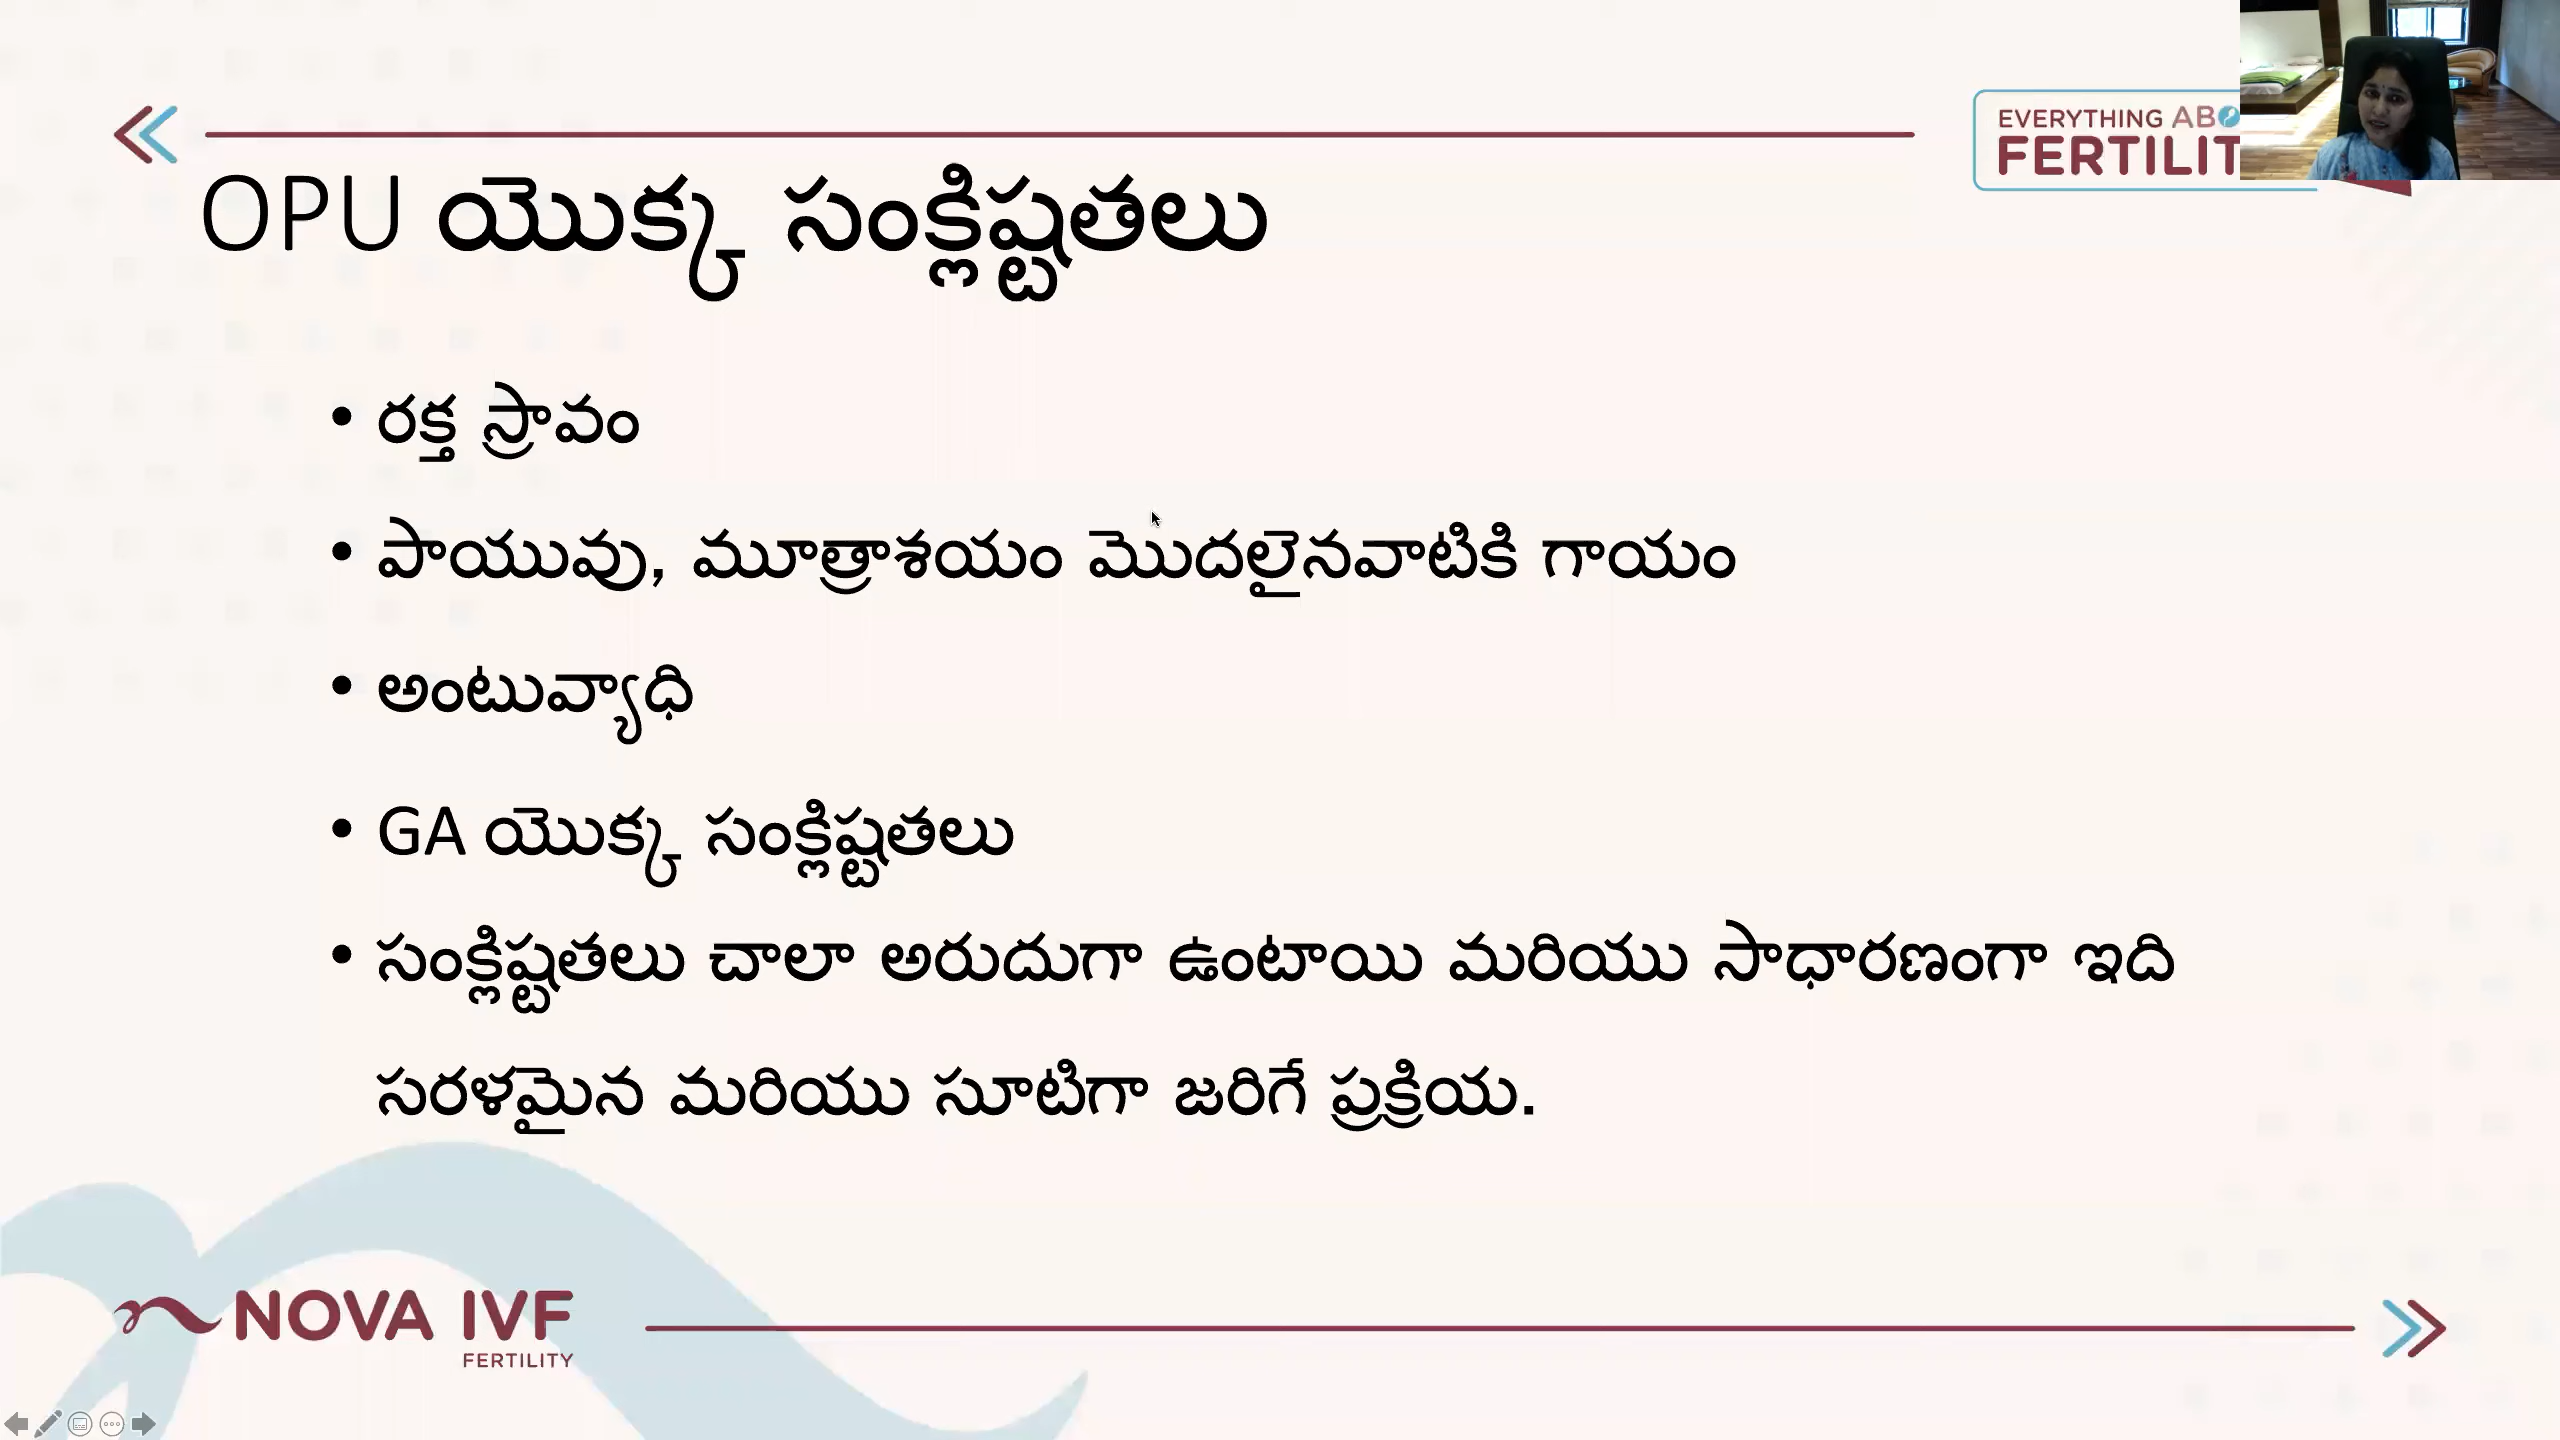 EVERYTHING
FERTILIT
OPU యొక్క సంక్లిష్టతలు
• రక్త స్రావం
• పాయువు, మూత్రాశయం మొదలైనవాటికి గాయం
• అంటువ్యాధి
• GA యొక్క సంక్లిష్టతలు
• సంక్లిష్టతలు చాలా అరుదుగా ఉంటాయి మరియు సాధారణంగా ఇది
సరళమైన మరియు సూటిగా జరిగే ప్రక్రియ.
NOVA IVF
FERTILITY